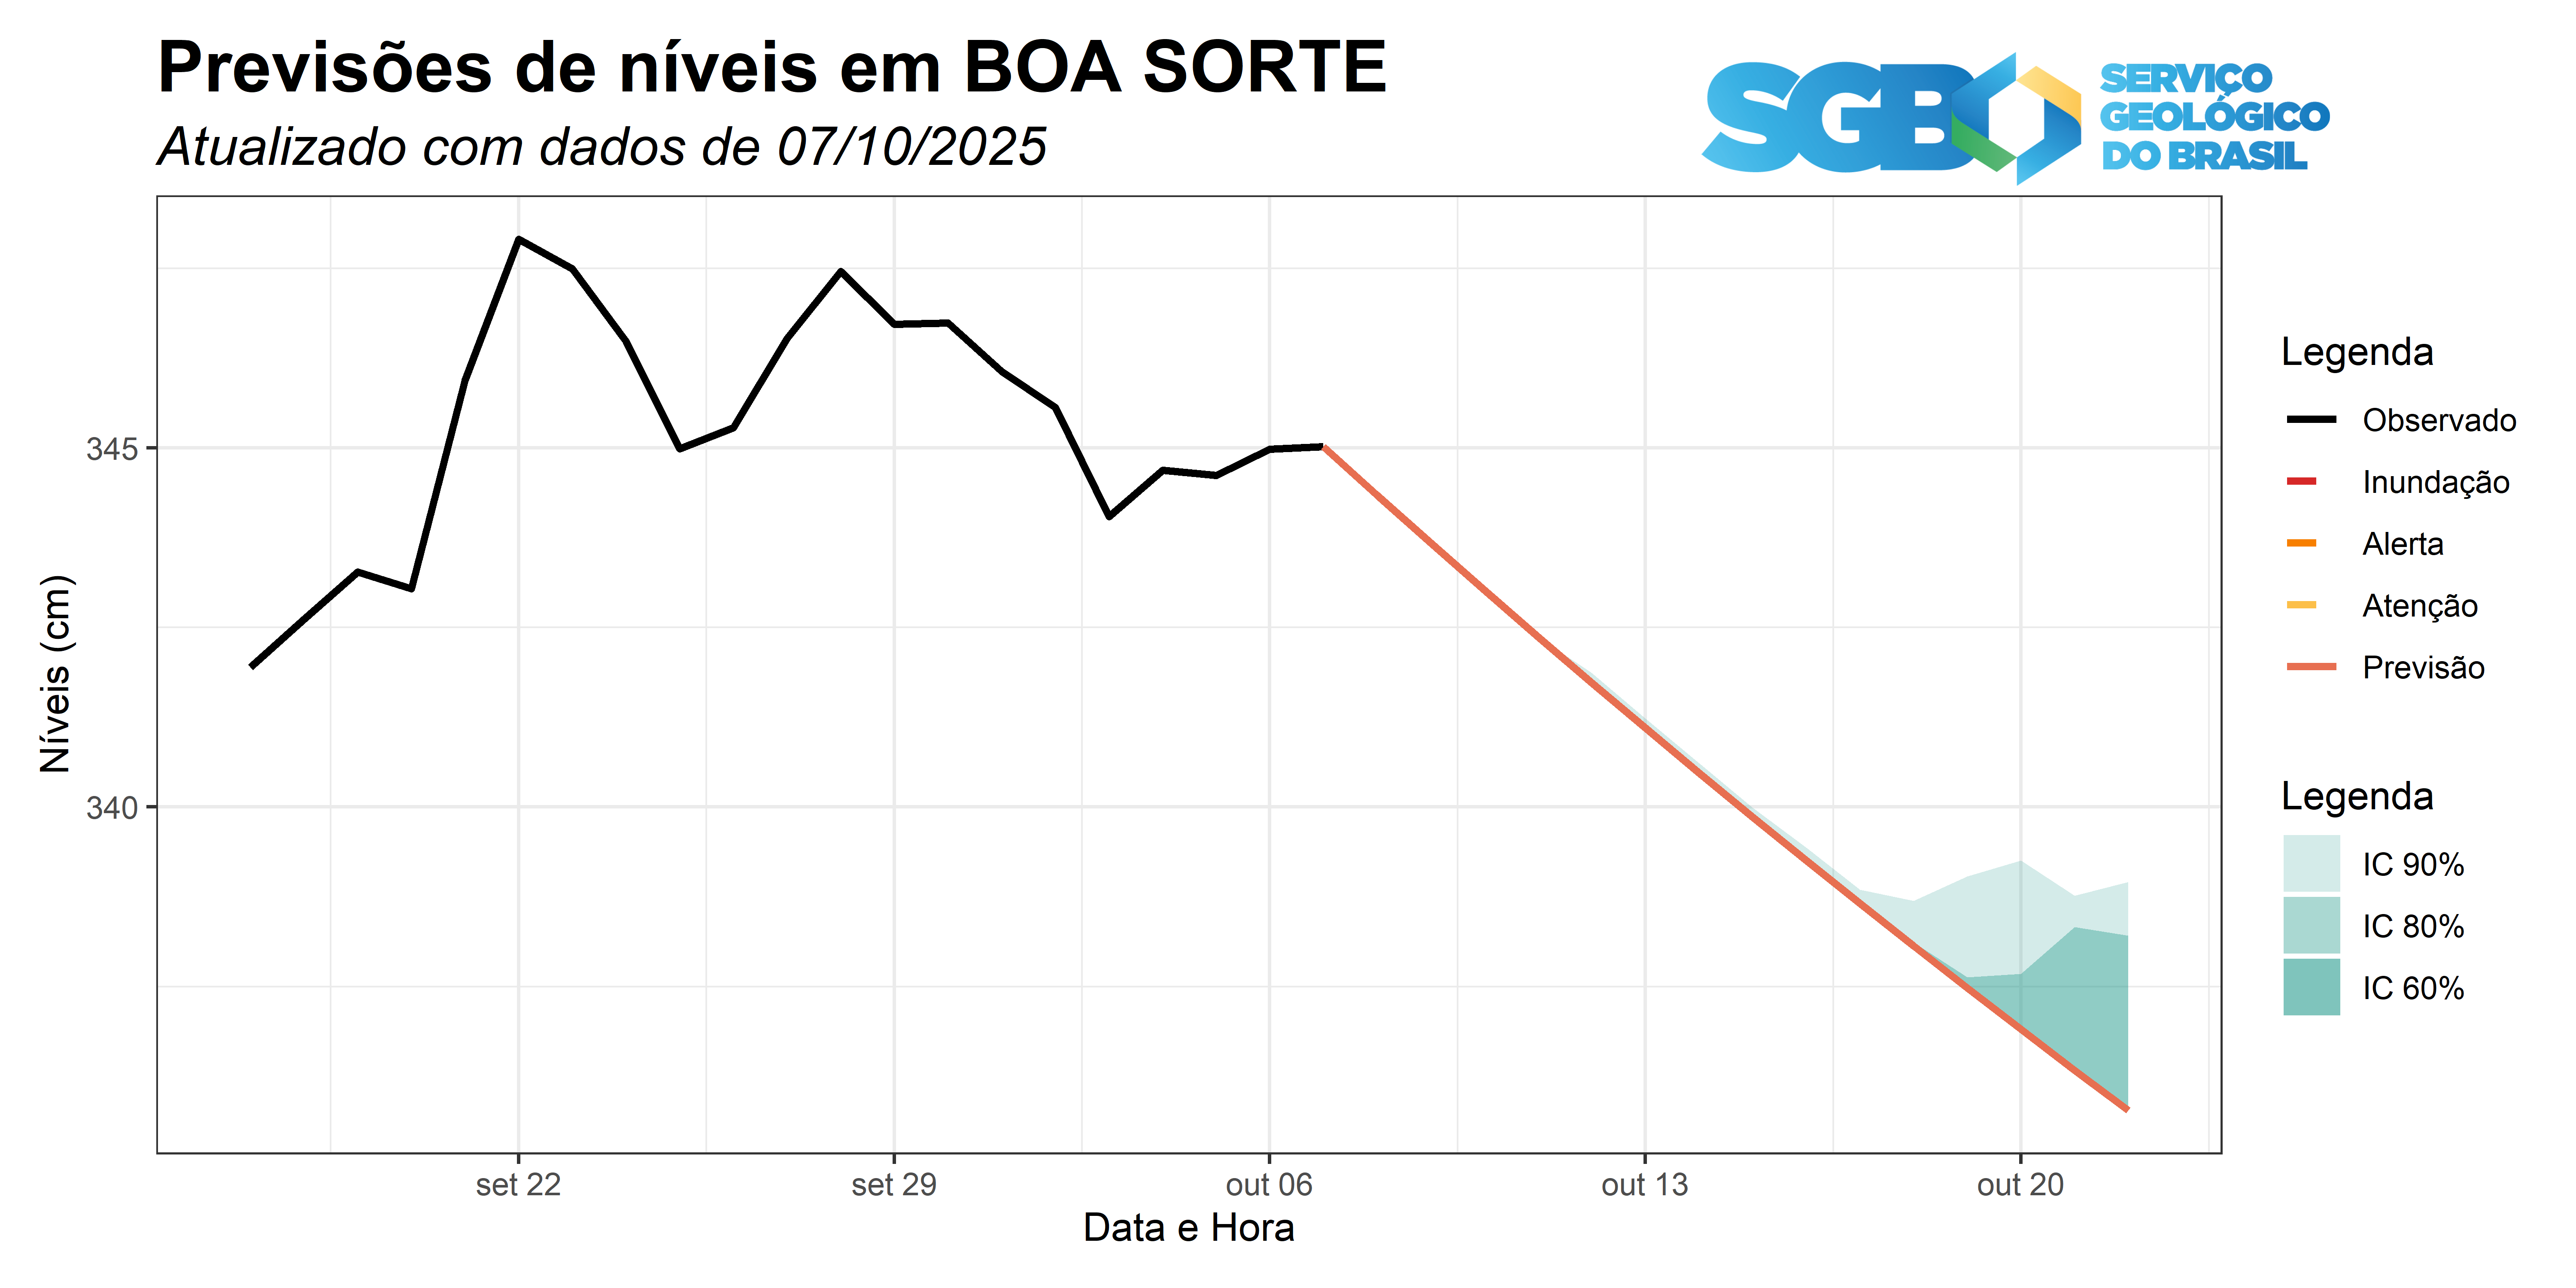 Previsões de níveis em BOA SORTE
Atualizado com dados de 07/10/2025
SGB
SERVIÇO
GEOLÓGICO
DO BRASIL
Níveis (cm)
345
340
set 22
set 29
out 06
out 13
out 20
Data e Hora
Legenda
Observado
Inundação
Alerta
Atenção
Previsão
Legenda
IC 90%
IC 80%
IC 60%